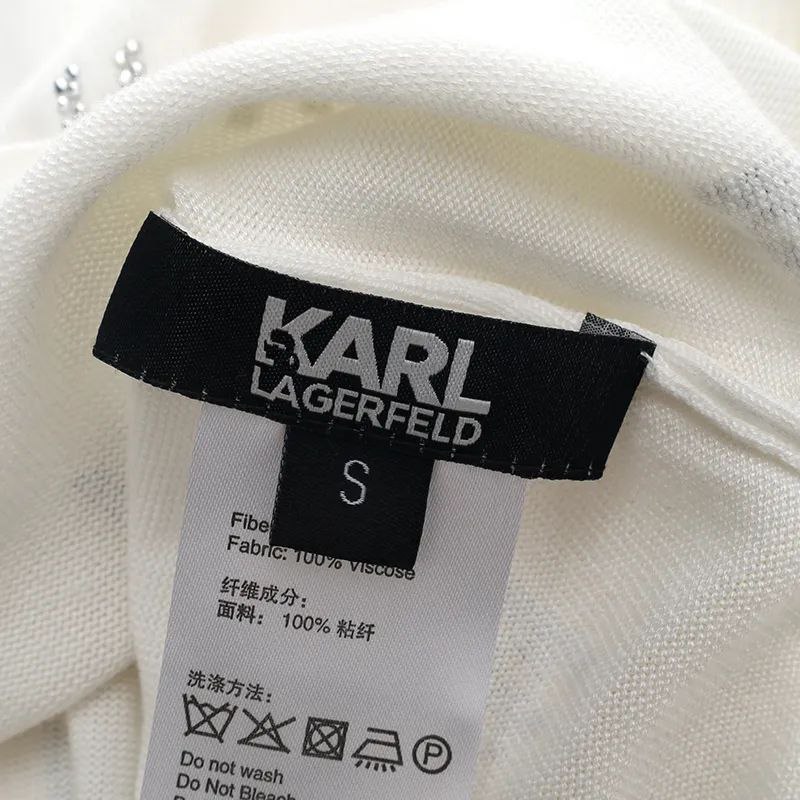 KARL
LAGERFELD
S
Fabric: 100% Viscose
纤维成分：
面料： 100% 粘纤
洗涤方法：
P
Do not wash
Do Not Bleach